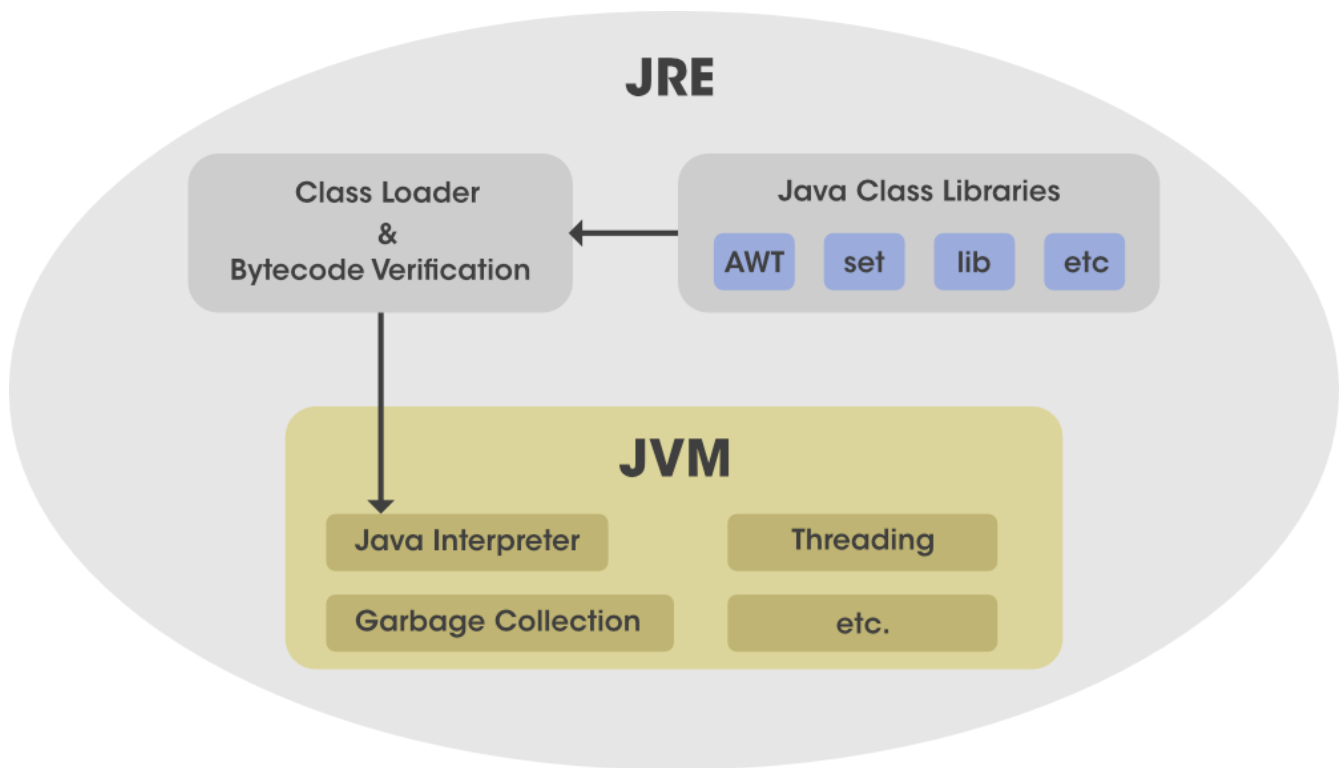 JRE
Class Loader
&
Bytecode Verification
Java Class Libraries
AWT
set
lib
etc
JVM
Java Interpreter
Threading
Garbage Collection
etc.